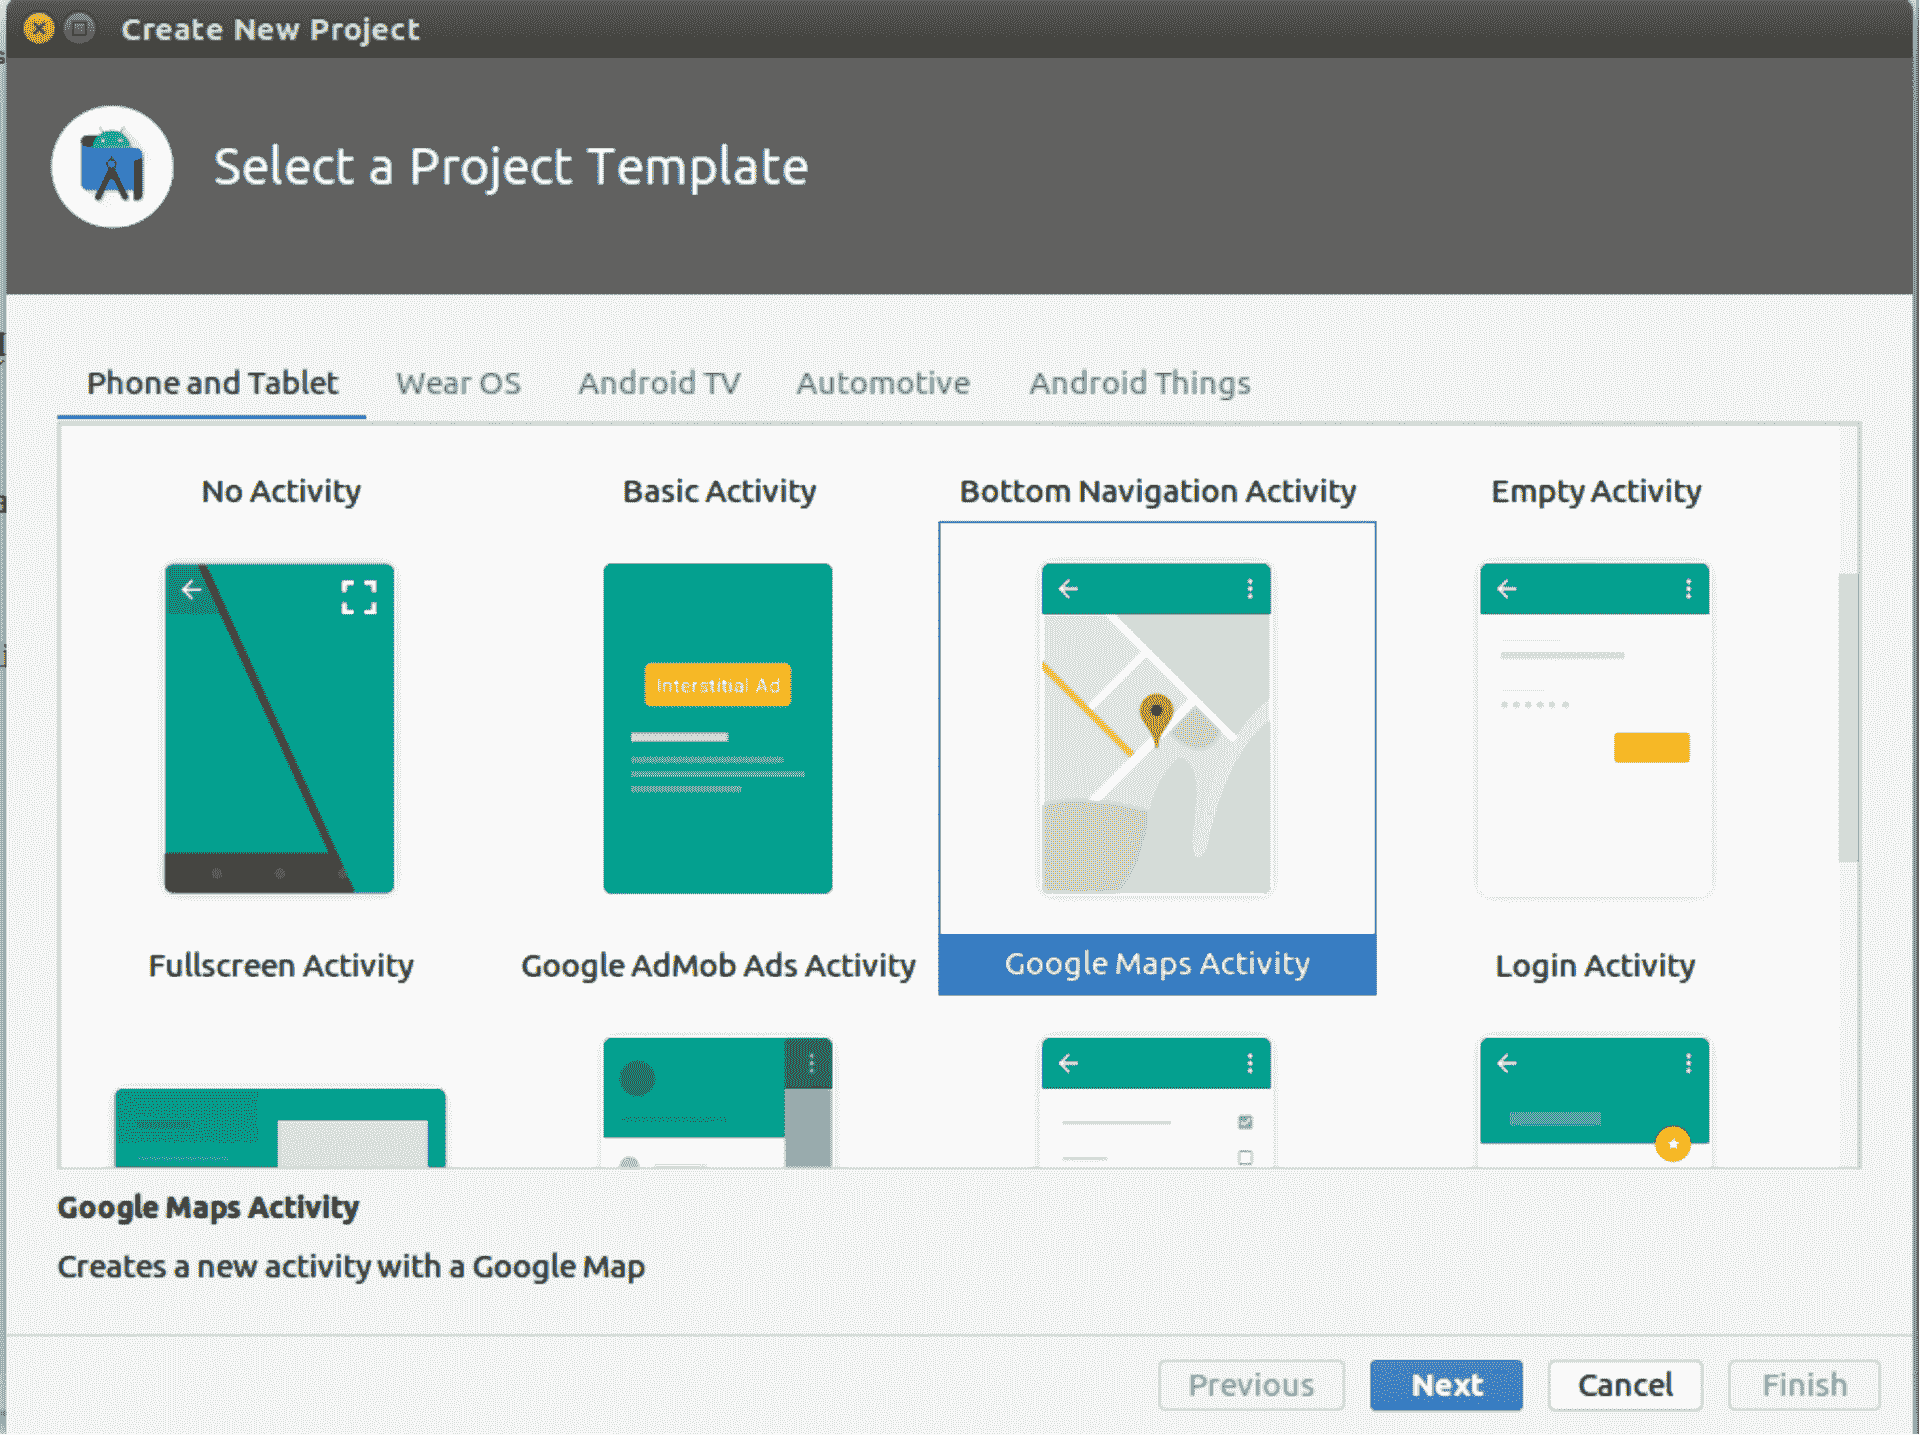 Create New Project
Select a Project Template
Phone and Tablet Wear OS Android TV Automotive Android Things
No Activity Basic Activity Bottom Navigation Activity Empty Activity
Interstitial Ad
Fullscreen Activity Google AdMob Ads Activity Google Maps Activity Login Activity
Google Maps Activity
Creates a new activity with a Google Map
Previous Next Cancel Finish